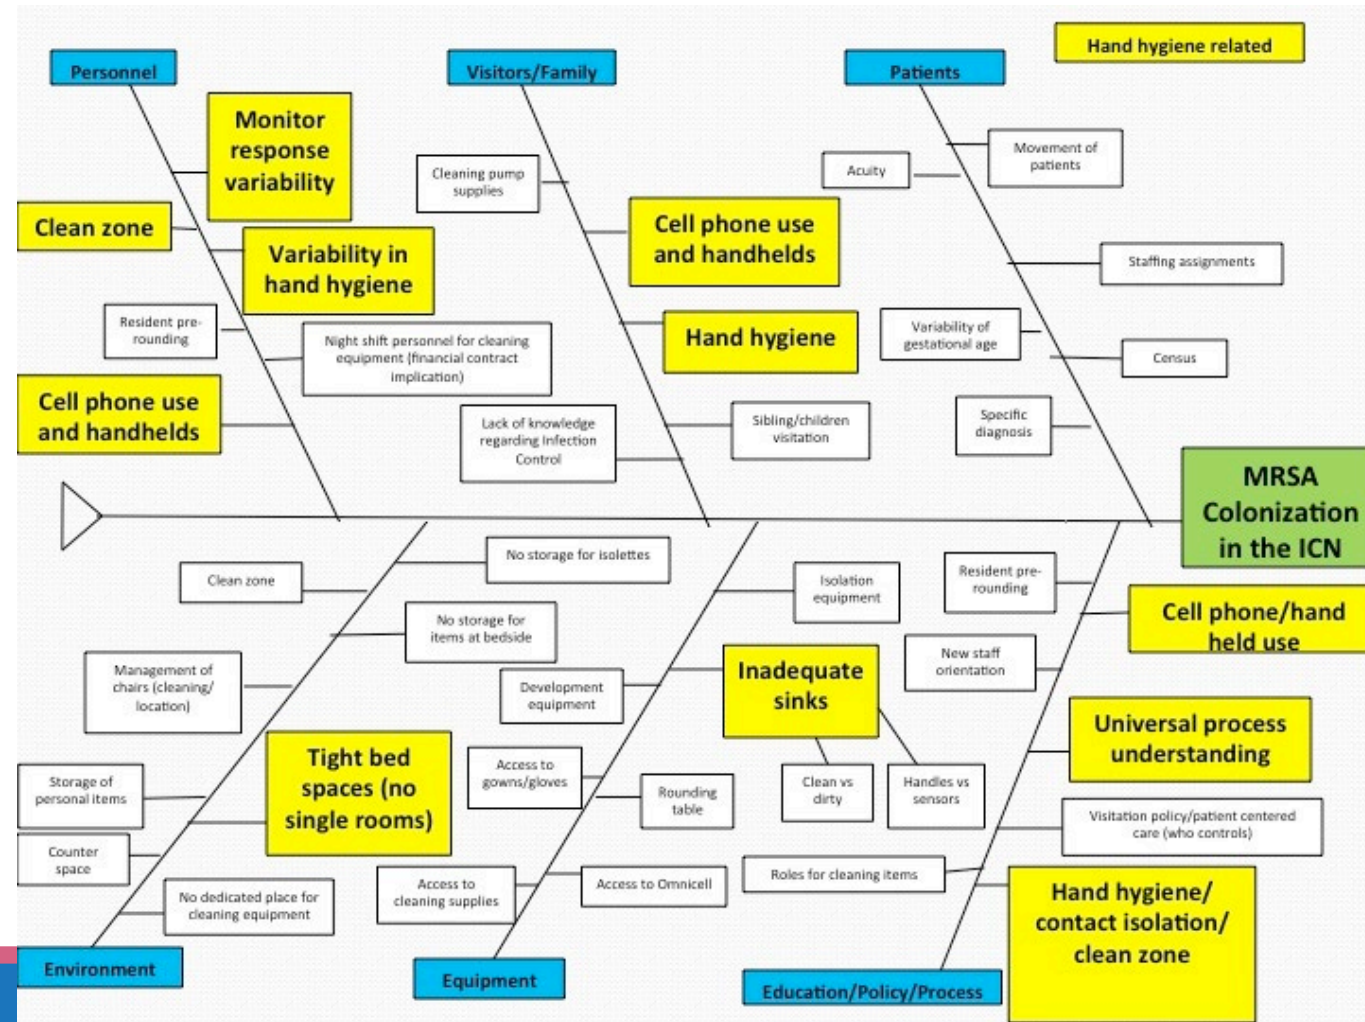 Hand hygiene related
Personnel
Visitors/Family
Patients
Monitor
response
variability
Clean zone
Variability in
hand hygiene
Resident pre-
rounding
Night shift personnel for cleaning
equipment (financial contract
implication)
Cell phone use
and handhelds
Cleaning pump
supplies
Cell phone use
and handhelds
Hand hygiene
Lack of knowledge
regarding Infection
Control
Sibling/children
visitation
Movement of
patients
Acuity
Staffing assignments
Variability of
gestational age
Census
Specific
diagnosis
MRSA
Colonization
in the ICN
No storage for isolettes
Clean zone
No storage for
items at bedside
Management of
chairs (cleaning/
location)
Tight bed
spaces (no
single rooms)
Storage of
personal items
Counter
space
No dedicated place for
cleaning equipment
Environment
Isolation
equipment
Inadequate
sinks
Development
equipment
Clean vs
dirty
Handles vs
sensors
Access to
gowns/gloves
Rounding
table
Access to
cleaning supplies
Access to Omnicell
Equipment
Resident pre-
rounding
Cell phone/hand
held use
New staff
orientation
Universal process
understanding
Visitation policy/patient centered
care (who controls)
Roles for cleaning items
Hand hygiene/
contact isolation/
clean zone
Education/Policy/Process